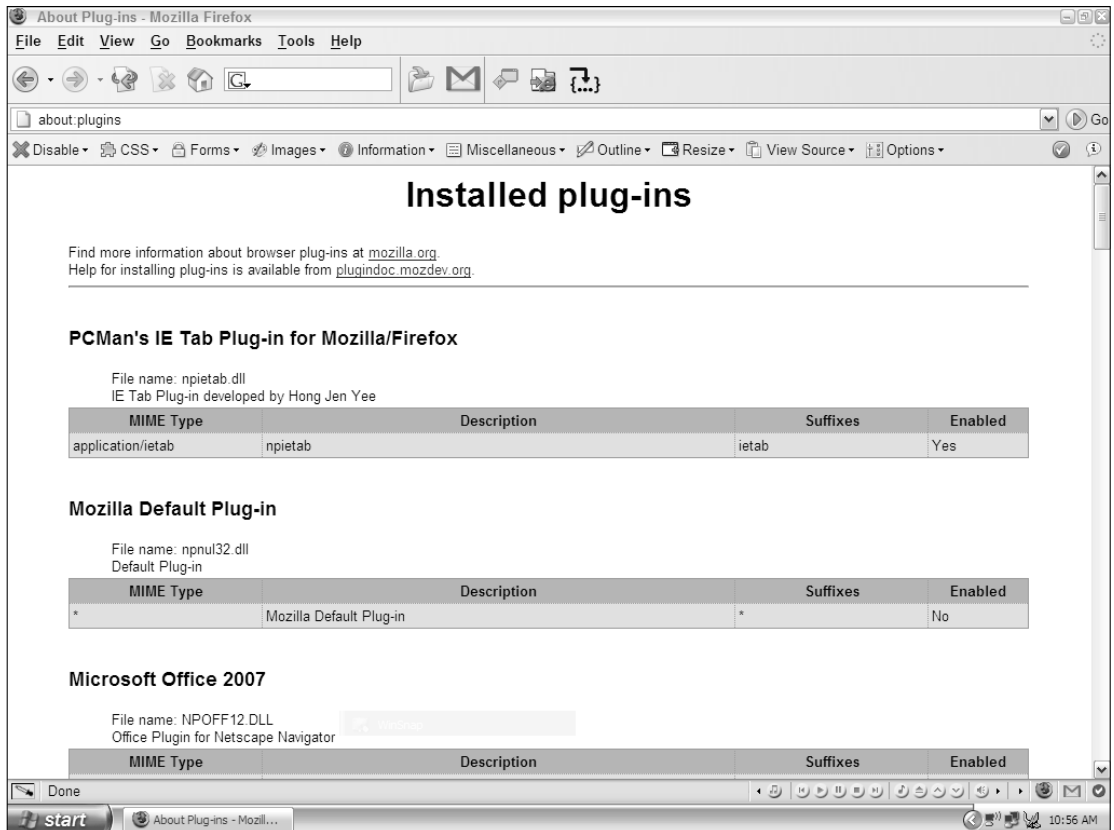 About Plug-ins - Mozilla Firefox
File Edit View Go Bookmarks Tools Help
G
{...}
about:plugins
Go
Disable CSS Forms Images Information Miscellaneous Outline Resize View Source Options
Installed plug-ins
Find more information about browser plug-ins at mozilla.org.
Help for installing plug-ins is available from plugindoc.mozdev.org.
PCMan's IE Tab Plug-in for Mozilla/Firefox
File name: npietab.dll
IE Tab Plug-in developed by Hong Jen Yee
MIME Type Description Suffixes Enabled
application/ietab npietab ietab Yes
Mozilla Default Plug-in
File name: npnul32.dll
Default Plug-in
MIME Type Description Suffixes Enabled
* Mozilla Default Plug-in * No
Microsoft Office 2007
File name: NPOFF12.DLL
WinSnap
Office Plugin for Netscape Navigator
MIME Type Description Suffixes Enabled
Done
start About Plug-ins - Mozill... 10:56 AM